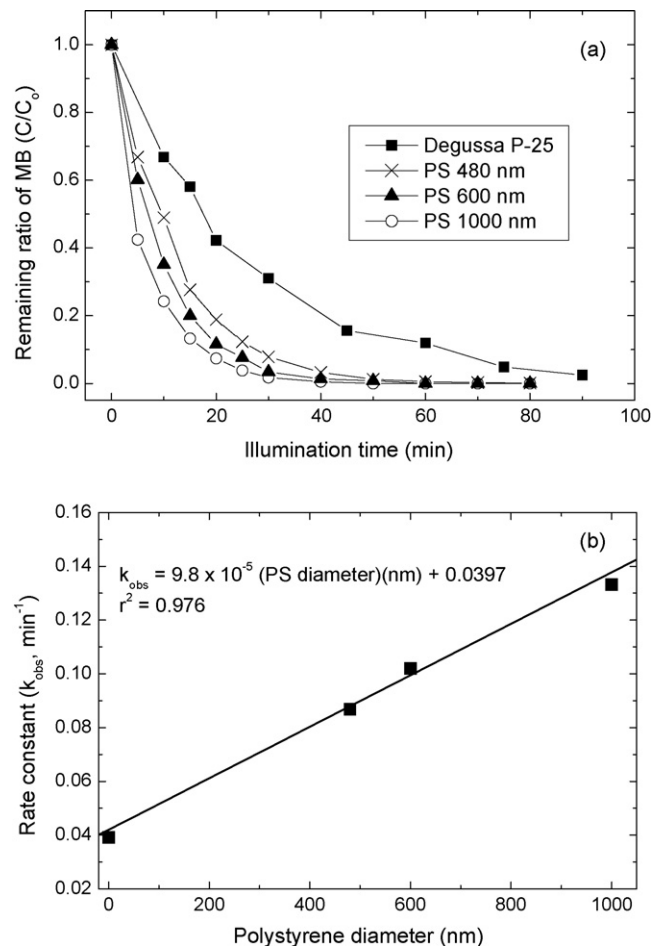 (a)
1.0
0.8
0.6
0.4
0.2
0.0
Remaining ratio of MB (C/C₀)
Degussa P-25
PS 480 nm
PS 600 nm
PS 1000 nm
0 20 40 60 80 100
Illumination time (min)
(b)
0.16
0.14
0.12
0.10
0.08
0.06
0.04
0.02
Rate constant (k_obs, min⁻¹)
k_obs = 9.8 x 10⁻⁵ (PS diameter)(nm) + 0.0397
r² = 0.976
0 200 400 600 800 1000
Polystyrene diameter (nm)